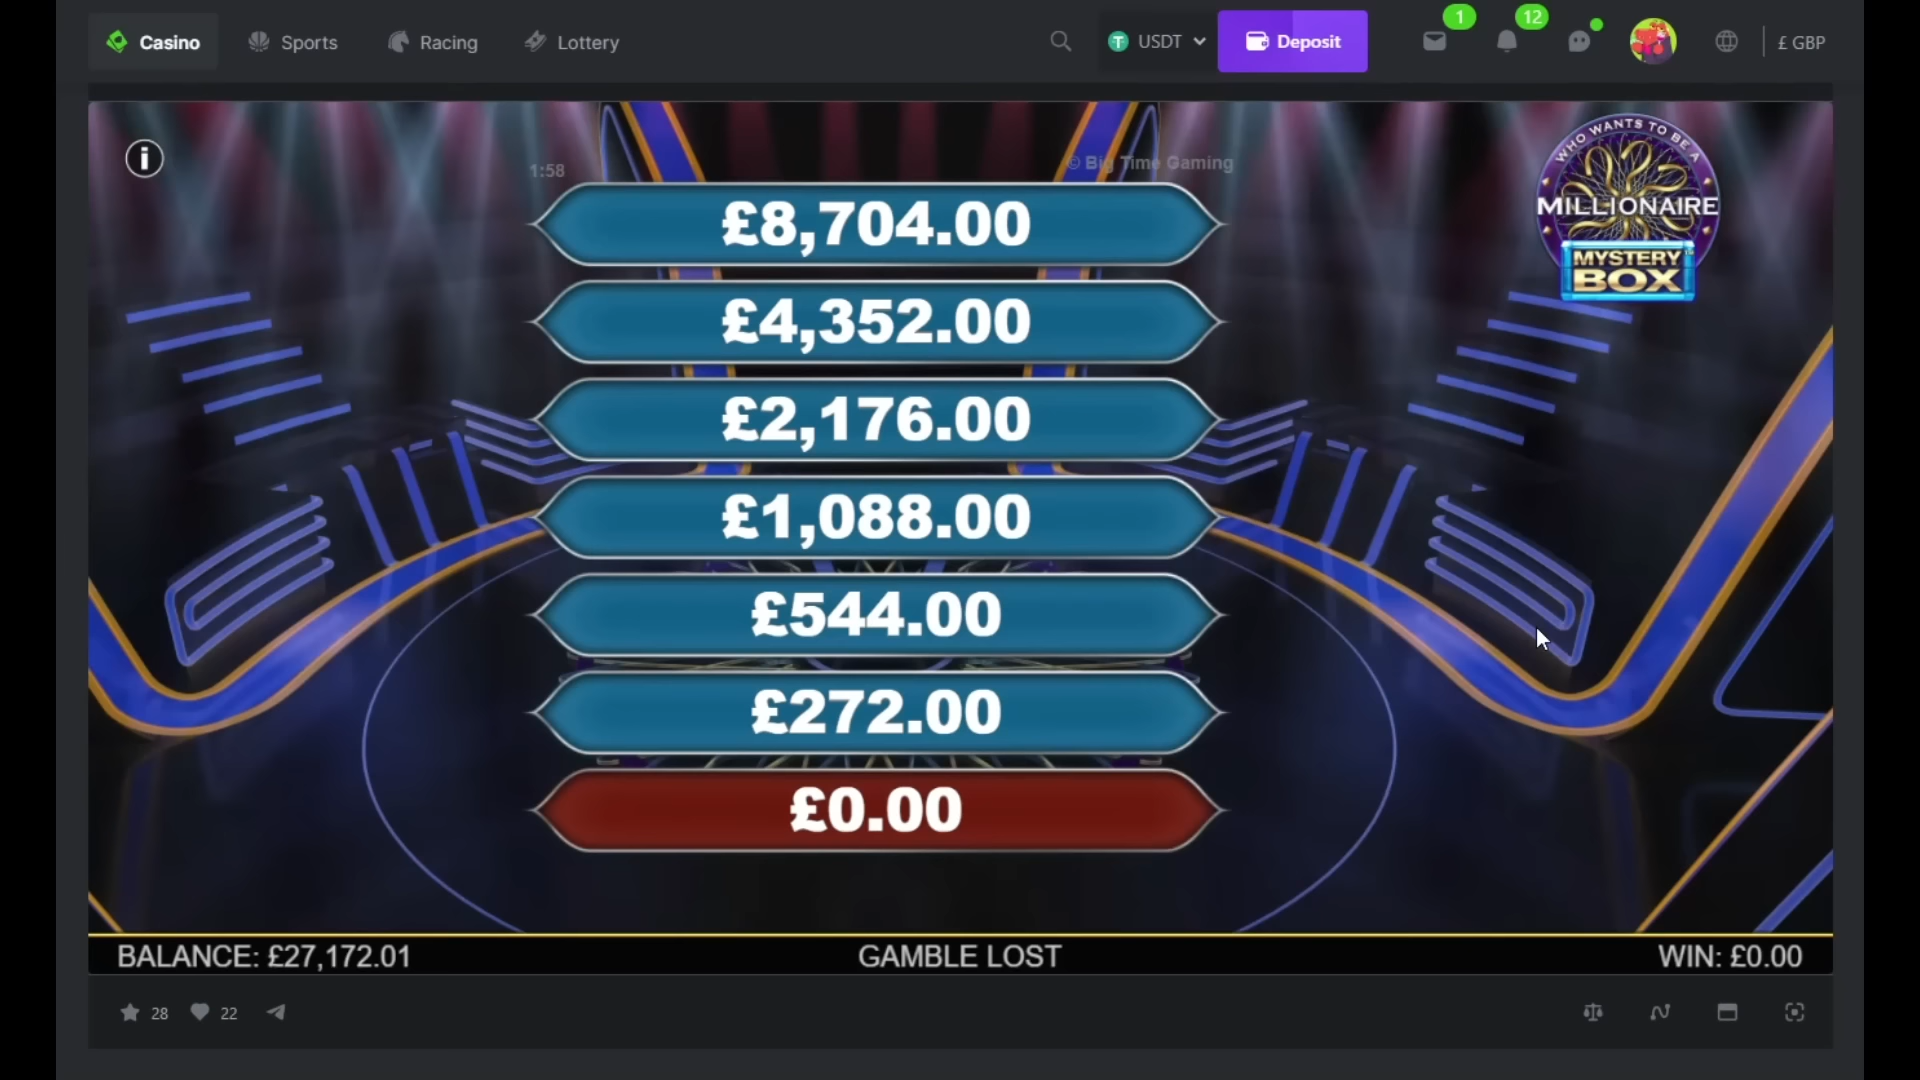 Casino
Sports
Racing
Lottery
USDT
Deposit
1
12
£ GBP
i
1:58
© Big Time Gaming
WHO WANTS TO BE A
MILLIONAIRE
MYSTERY
BOX
£8,704.00
£4,352.00
£2,176.00
£1,088.00
£544.00
£272.00
£0.00
BALANCE: £27,172.01
GAMBLE LOST
WIN: £0.00
28
22